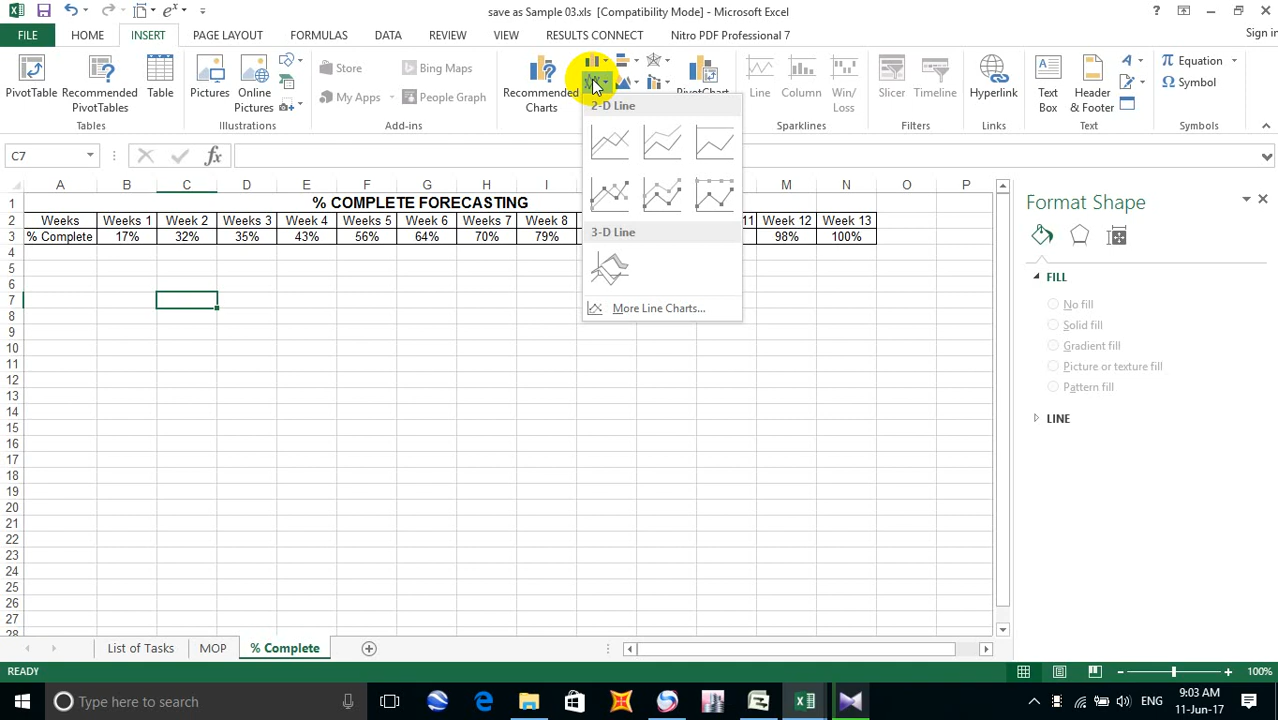 save as Sample 03.xls [Compatibility Mode] - Microsoft Excel
Sign in
FILE HOME INSERT PAGE LAYOUT FORMULAS DATA REVIEW VIEW RESULTS CONNECT Nitro PDF Professional 7
PivotTable Recommended PivotTables Table
Tables
Pictures Online Pictures
Illustrations
Store
My Apps
Bing Maps
People Graph
Add-ins
Recommended Charts
PivotChart
Line Column Win/Loss
Sparklines
Slicer Timeline
Filters
Hyperlink
Links
Text Box Header & Footer
Text
Equation
Symbol
Symbols
2-D Line
3-D Line
More Line Charts...
C7
fx
A B C D E F G H I M N O P
1 % COMPLETE FORECASTING
2 Weeks Weeks 1 Week 2 Weeks 3 Week 4 Weeks 5 Week 6 Weeks 7 Week 8 11 Week 12 Week 13
3 % Complete 17% 32% 35% 43% 56% 64% 70% 79% 98% 100%
4
5
6
7
8
9
10
11
12
13
14
15
16
17
18
19
20
21
22
23
24
25
26
27
28
Format Shape
FILL
No fill
Solid fill
Gradient fill
Picture or texture fill
Pattern fill
LINE
List of Tasks MOP % Complete
READY
100%
Type here to search
ENG
9:03 AM
11-Jun-17